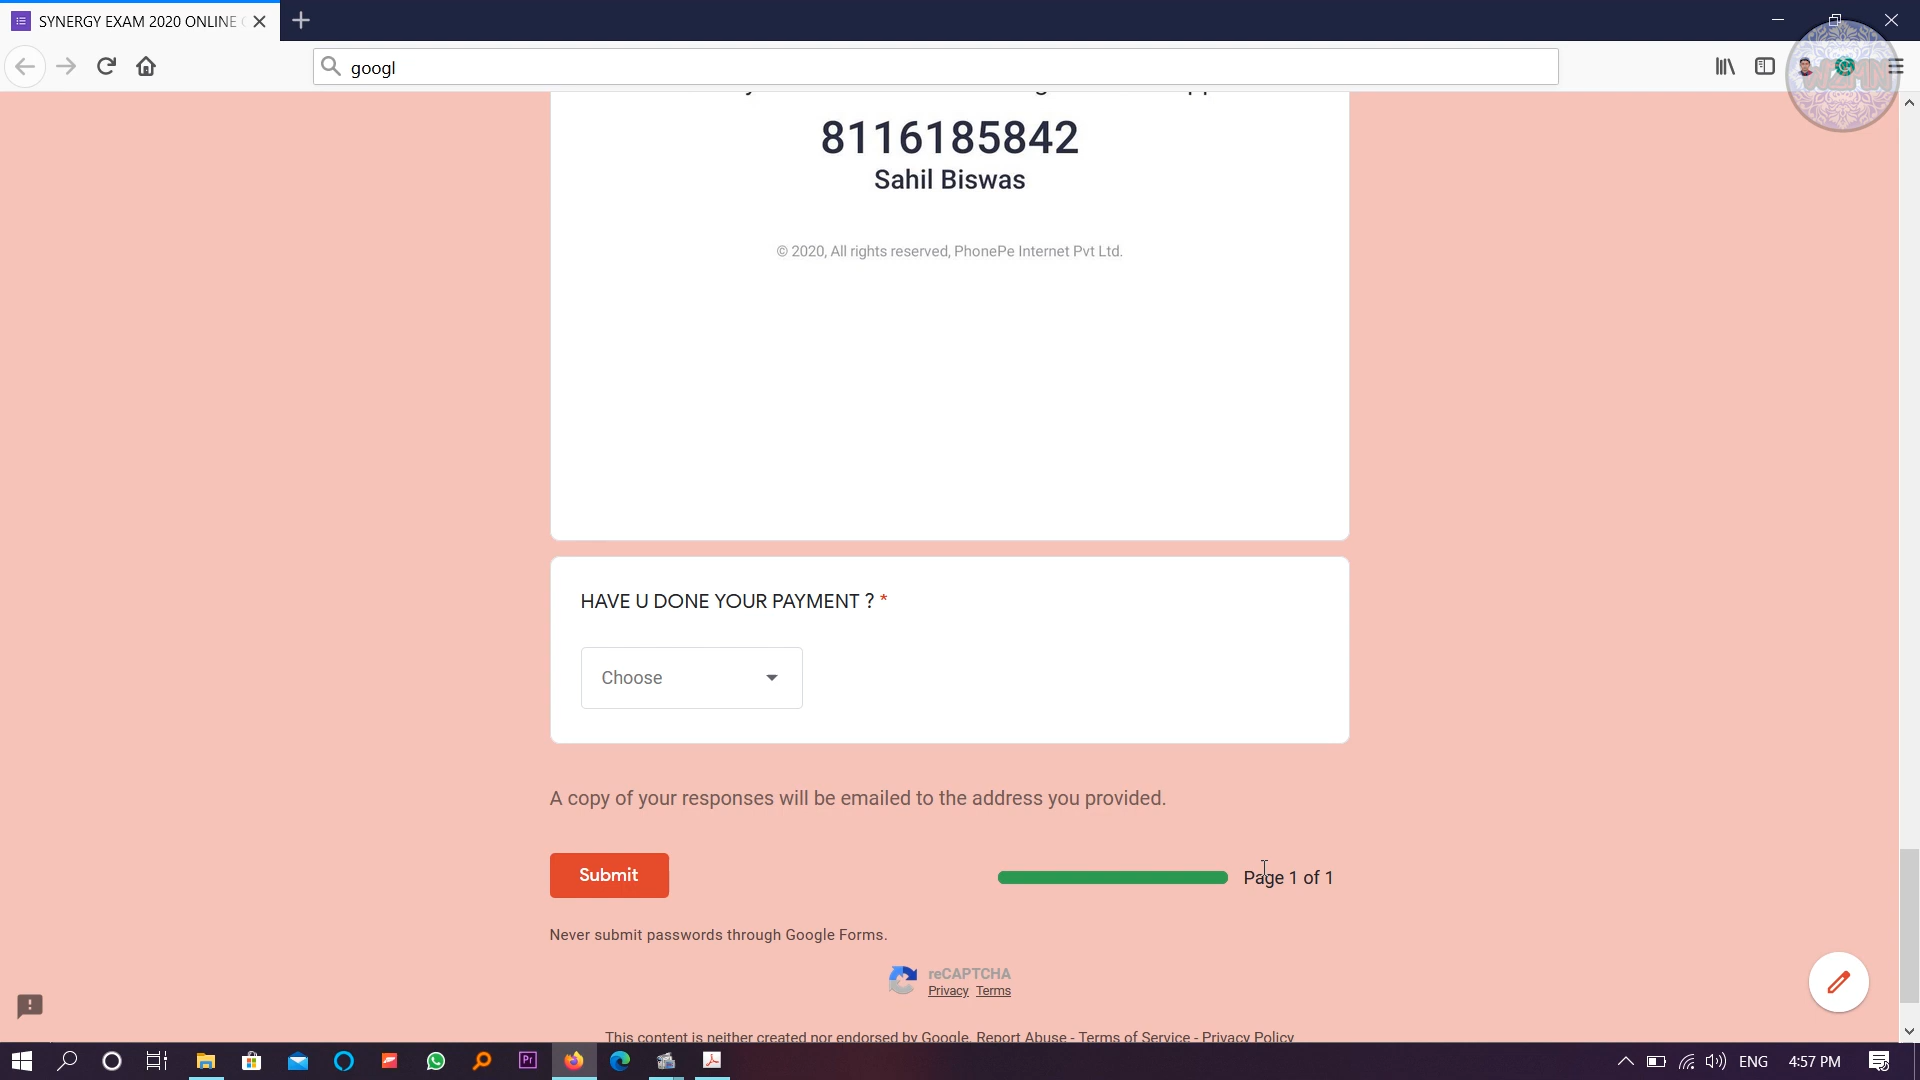 SYNERGY EXAM 2020 ONLINE
googl
8116185842
Sahil Biswas
© 2020, All rights reserved, PhonePe Internet Pvt Ltd.
HAVE U DONE YOUR PAYMENT ? *
Choose
A copy of your responses will be emailed to the address you provided.
Submit
Page 1 of 1
Never submit passwords through Google Forms.
reCAPTCHA
Privacy Terms
This content is neither created nor endorsed by Google. Report Abuse - Terms of Service - Privacy Policy
Pr
ENG
4:57 PM